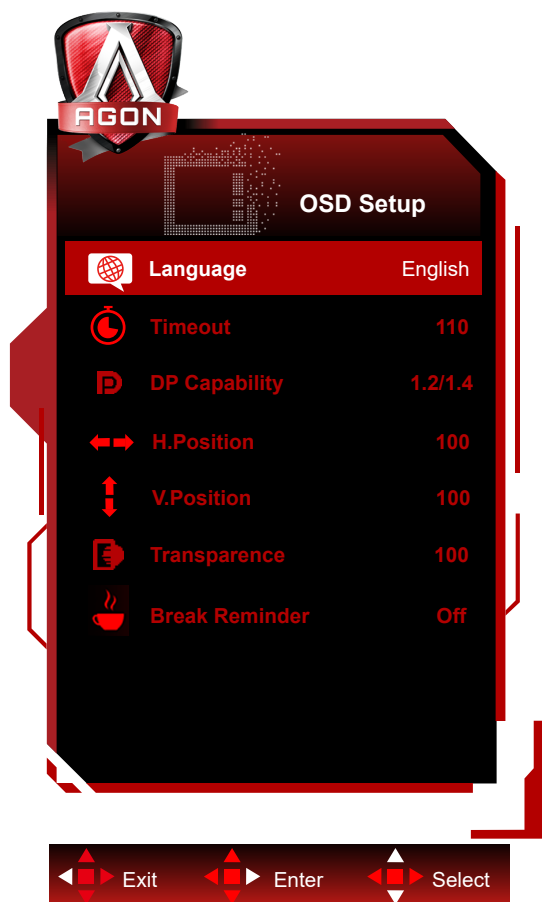 AGON
OSD Setup
Language English
Timeout 110
DP Capability 1.2/1.4
H.Position 100
V.Position 100
Transparence 100
Break Reminder Off
Exit Enter Select